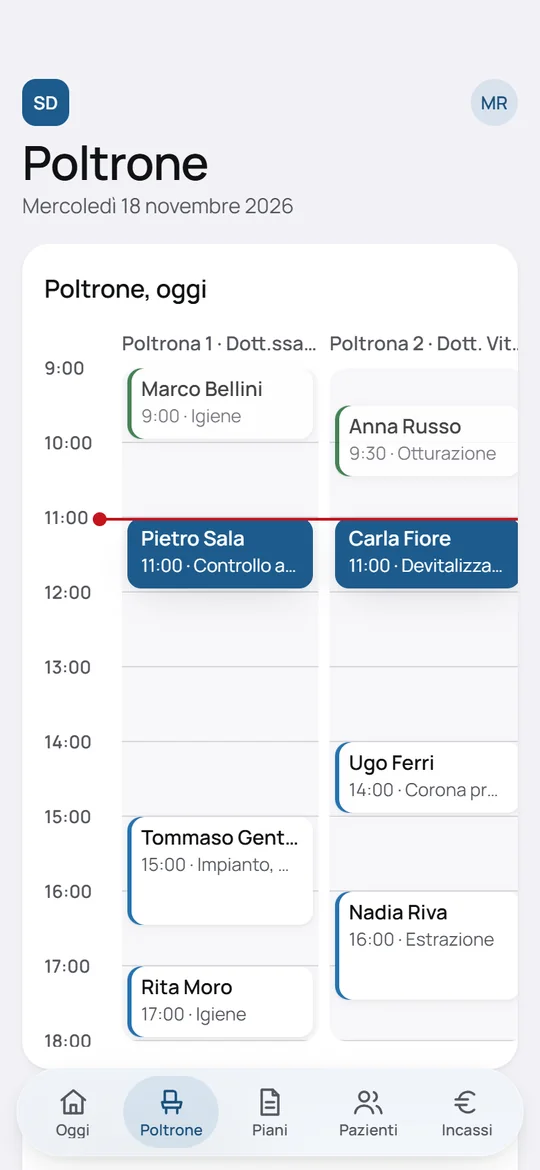 SD
MR
Poltrone
Mercoledì 18 novembre 2026
Poltrone, oggi
Poltrona 1 · Dott.ssa…
Poltrona 2 · Dott. Vit…
9:00
Marco Bellini
9:00 · Igiene
Anna Russo
9:30 · Otturazione
10:00
11:00
Pietro Sala
11:00 · Controllo a…
Carla Fiore
11:00 · Devitalizza…
12:00
13:00
14:00
Ugo Ferri
14:00 · Corona pr…
15:00
Tommaso Gent…
15:00 · Impianto, …
16:00
Nadia Riva
16:00 · Estrazione
17:00
Rita Moro
17:00 · Igiene
18:00
Oggi
Poltrone
Piani
Pazienti
Incassi